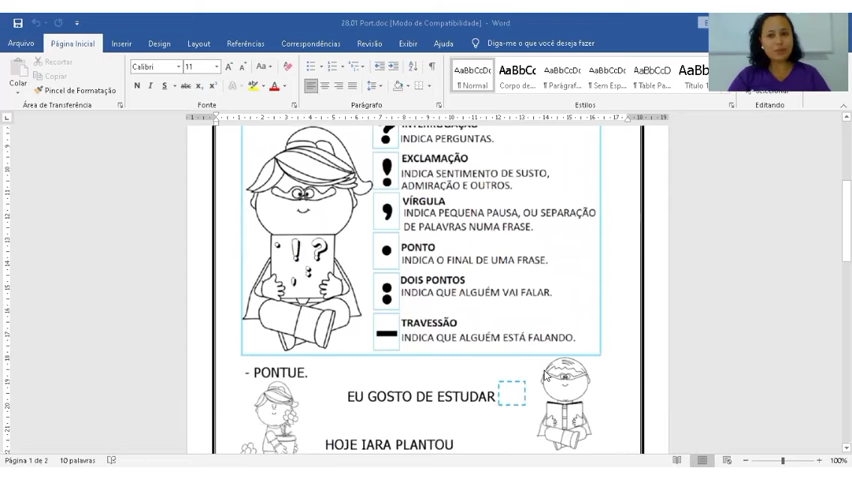 28.01 Port.doc [Modo de Compatibilidade] - Word
Arquivo Página Inicial Inserir Design Layout Referências Correspondências Revisão Exibir Ajuda Diga-me o que você deseja fazer
Colar
Recortar
Copiar
Pincel de Formatação
Área de Transferência
Calibri 11
N I S abc x₂ x²
Fonte
Parágrafo
AaBbCcDc AaBbCc AaBbCcDc AaBbCcDc AaBbCcD AaBl
¶ Normal Corpo de... ¶ Parágraf... ¶ Sem Esp... ¶ Table Pa... Título 1
Estilos
Editando
INDICA PERGUNTAS.
EXCLAMAÇÃO
INDICA SENTIMENTO DE SUSTO,
ADMIRAÇÃO E OUTROS.
VÍRGULA
INDICA PEQUENA PAUSA, OU SEPARAÇÃO
DE PALAVRAS NUMA FRASE.
PONTO
INDICA O FINAL DE UMA FRASE.
DOIS PONTOS
INDICA QUE ALGUÉM VAI FALAR.
TRAVESSÃO
INDICA QUE ALGUÉM ESTÁ FALANDO.
- PONTUE.
EU GOSTO DE ESTUDAR
HOJE IARA PLANTOU
Página 1 de 2 10 palavras 100%